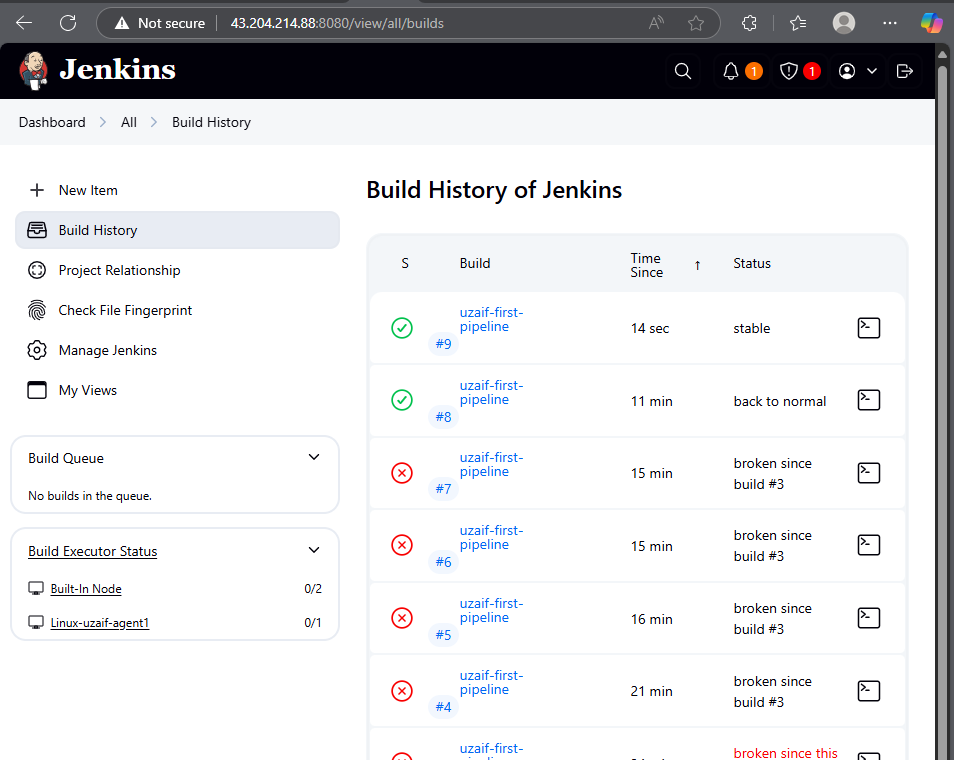 Not secure 43.204.214.88:8080/view/all/builds
Jenkins
1
1
Dashboard
All
Build History
New Item
Build History
Project Relationship
Check File Fingerprint
Manage Jenkins
My Views
Build Queue
No builds in the queue.
Build Executor Status
Built-In Node 0/2
Linux-uzaif-agent1 0/1
Build History of Jenkins
S Build Time Since ↑ Status
uzaif-first-
pipeline
#9
14 sec
stable
uzaif-first-
pipeline
#8
11 min
back to normal
uzaif-first-
pipeline
#7
15 min
broken since
build #3
uzaif-first-
pipeline
#6
15 min
broken since
build #3
uzaif-first-
pipeline
#5
16 min
broken since
build #3
uzaif-first-
pipeline
#4
21 min
broken since
build #3
uzaif-first-
broken since this